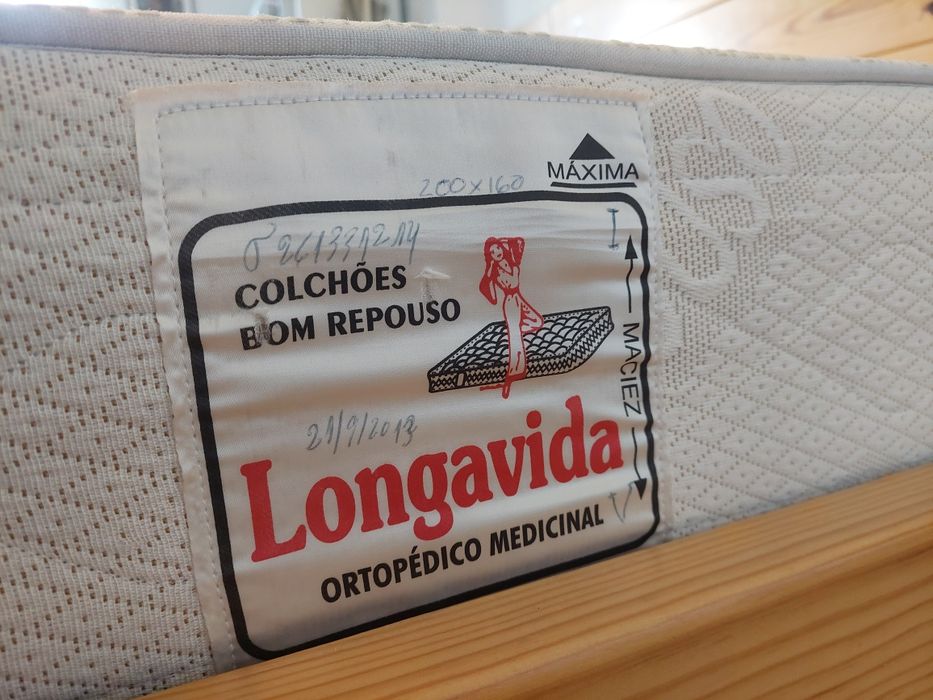 MÁXIMA
200x160
COLCHÕES
BOM REPOUSO
MACIEZ
21/9/2013
Longavida
ORTOPÉDICO MEDICINAL